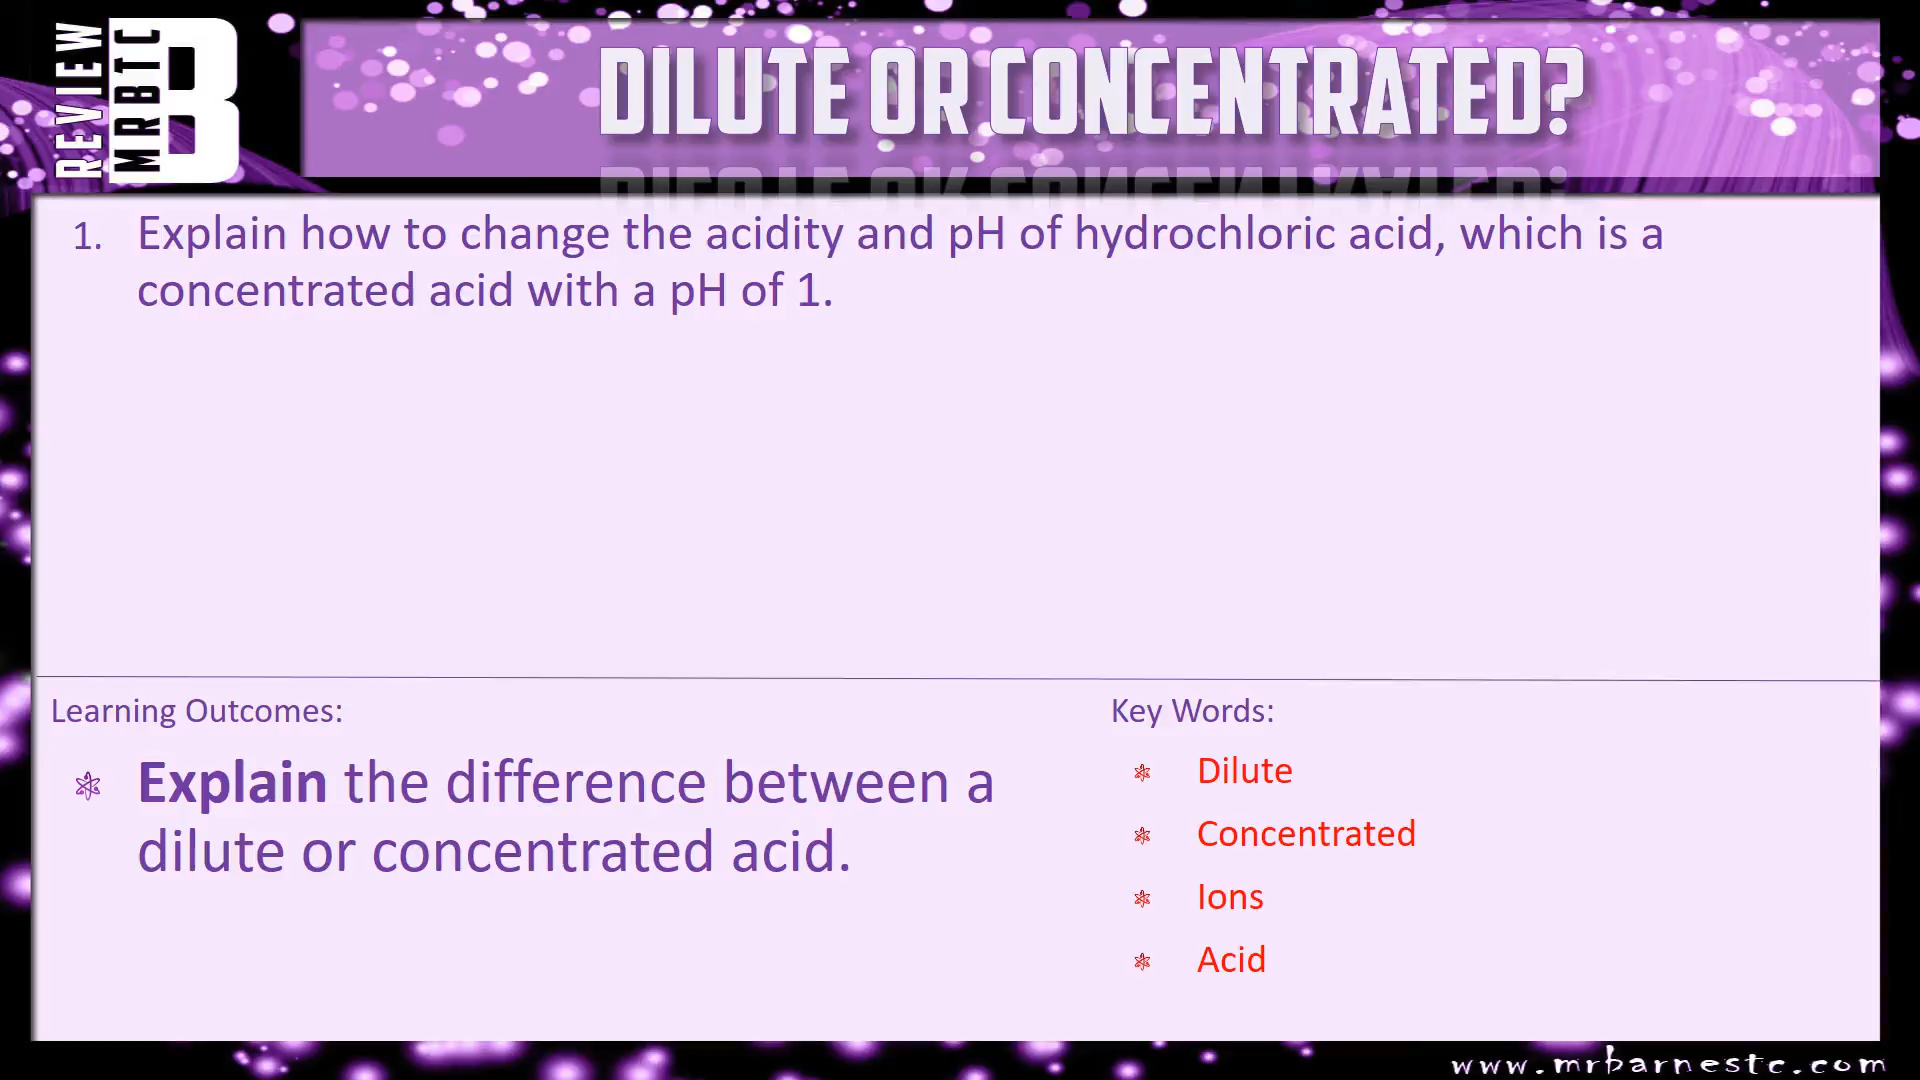 REVIEW
MRBTC
B
DILUTE OR CONCENTRATED?
1. Explain how to change the acidity and pH of hydrochloric acid, which is a
concentrated acid with a pH of 1.
Learning Outcomes:
Explain the difference between a
dilute or concentrated acid.
Key Words:
Dilute
Concentrated
Ions
Acid
www.mrbarnestc.com